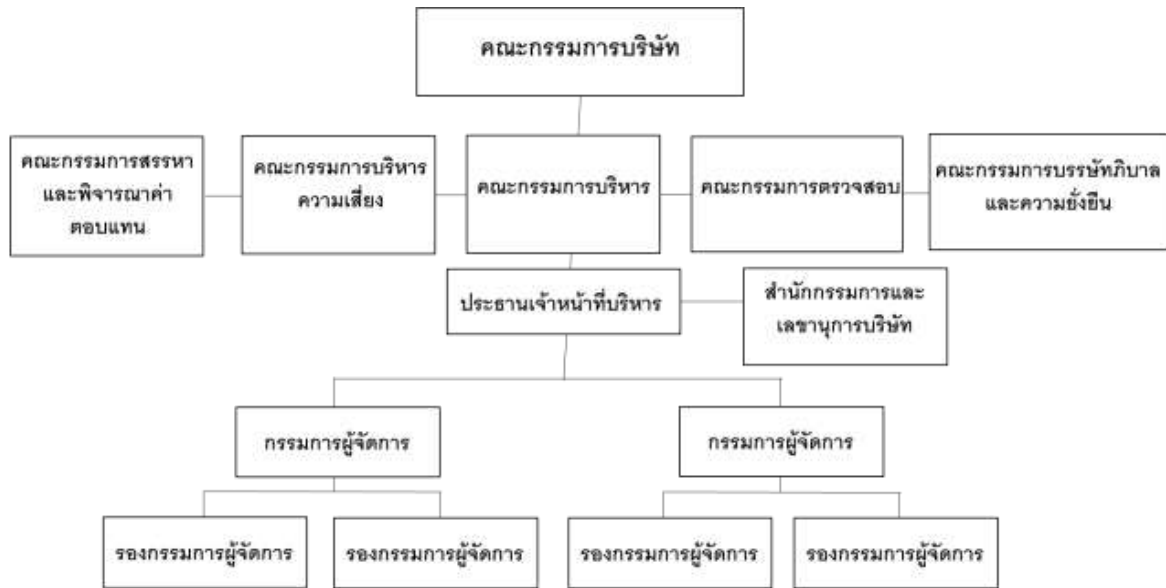 คณะกรรมการบริษัท
คณะกรรมการสรรหา
และพิจารณาค่า
ตอบแทน
คณะกรรมการบริหาร
ความเสี่ยง
คณะกรรมการบริหาร
คณะกรรมการตรวจสอบ
คณะกรรมการบรรษัทภิบาล
และความยั่งยืน
ประธานเจ้าหน้าที่บริหาร
สำนักกรรมการและ
เลขานุการบริษัท
กรรมการผู้จัดการ
กรรมการผู้จัดการ
รองกรรมการผู้จัดการ
รองกรรมการผู้จัดการ
รองกรรมการผู้จัดการ
รองกรรมการผู้จัดการ